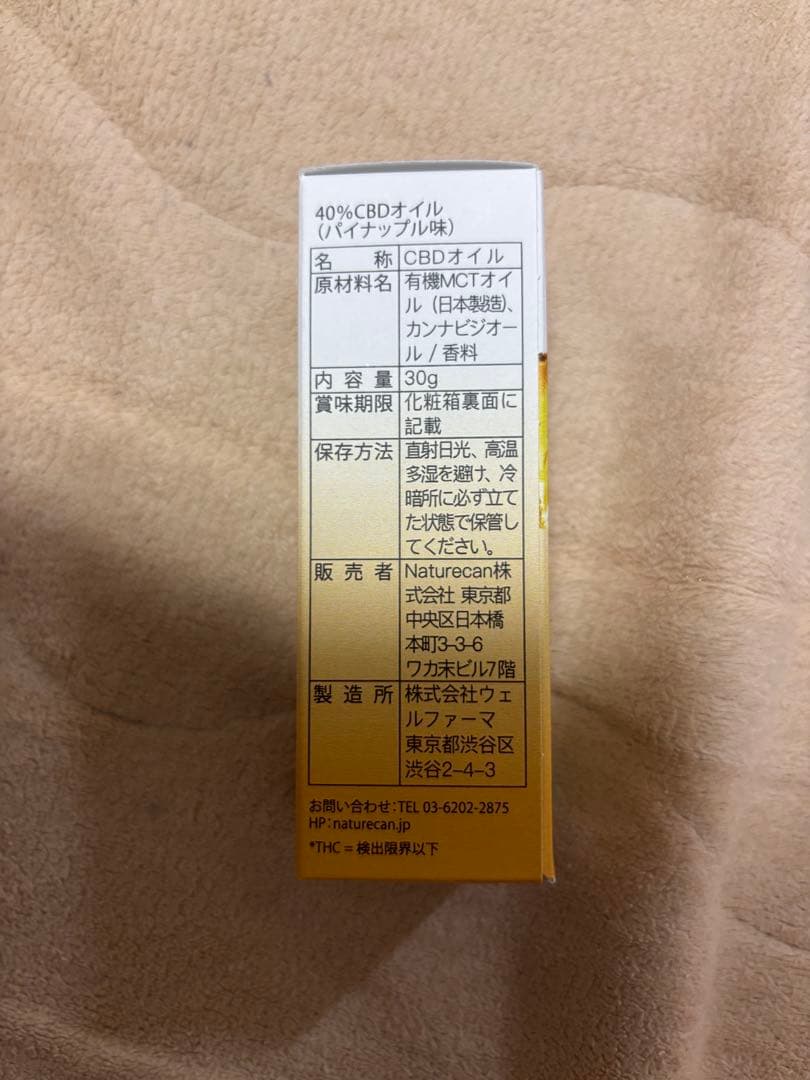 40%CBDオイル
(パイナップル味)
名称 CBDオイル
原材料名 有機MCTオイ
ル(日本製造)、
カンナビジオー
ル / 香料
内容量 30g
賞味期限 化粧箱裏面に
記載
保存方法 直射日光、高温
多湿を避け、冷
暗所に必ず立て
た状態で保管し
てください。
販売者 Naturecan株
式会社 東京都
中央区日本橋
本町3-3-6
ワカ末ビル7階
製造所 株式会社ウェ
ルファーマ
東京都渋谷区
渋谷2-4-3
お問い合わせ:TEL 03-6202-2875
HP:naturecan.jp
*THC = 検出限界以下